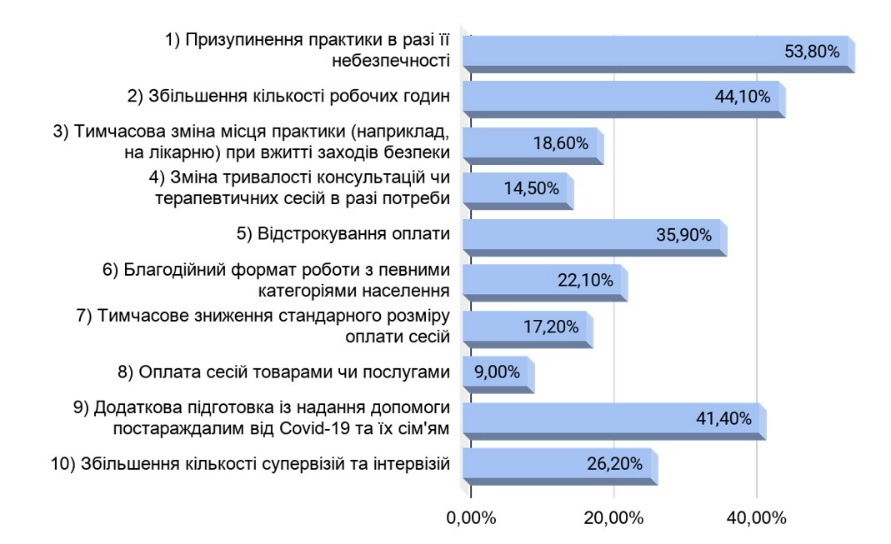 1) Призупинення практики в разі її
небезпечності
53,80%
2) Збільшення кількості робочих годин
44,10%
3) Тимчасова зміна місця практики (наприклад,
на лікарню) при вжитті заходів безпеки
18,60%
4) Зміна тривалості консультацій чи
терапевтичних сесій в разі потреби
14,50%
5) Відстрокування оплати
35,90%
6) Благодійний формат роботи з певними
категоріями населення
22,10%
7) Тимчасове зниження стандартного розміру
оплати сесій
17,20%
8) Оплата сесій товарами чи послугами
9,00%
9) Додаткова підготовка із надання допомоги
постараждалим від Covid-19 та їх сім'ям
41,40%
10) Збільшення кількості супервізій та інтервізій
26,20%
0,00% 20,00% 40,00%